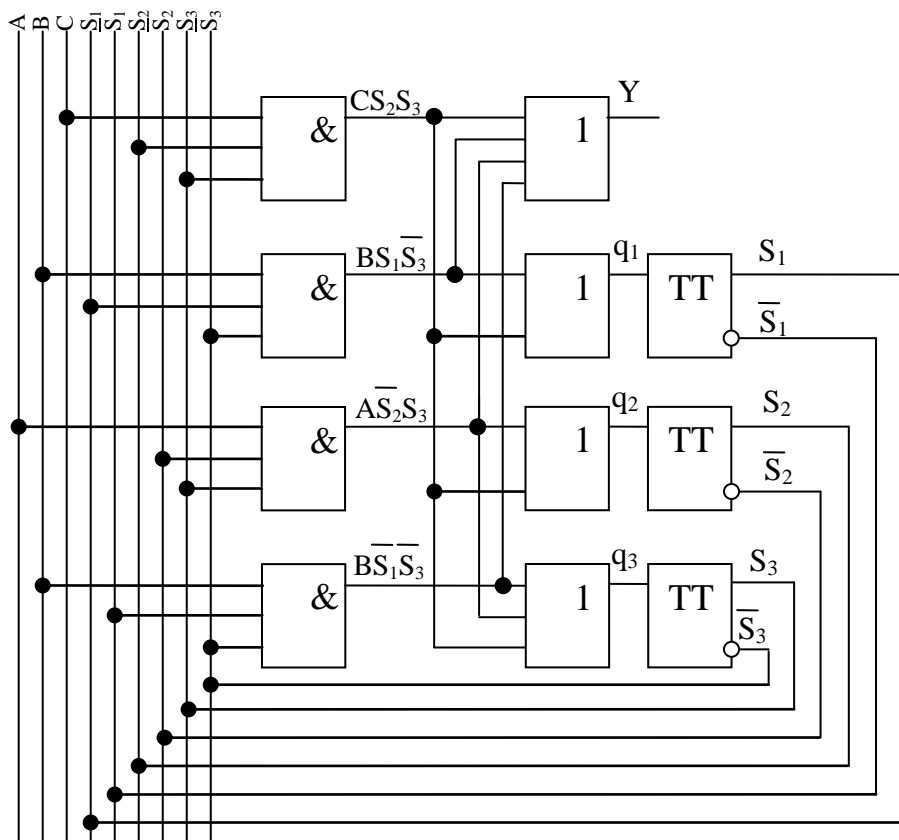 A B C S₁ S̅₁ S₂ S̅₂ S₃ S̅₃
& CS₂S₃ 1 Y
& BS₁S̅₃ 1 q₁ TT S₁
S̅₁
& AS̅₂S₃ 1 q₂ TT S₂
S̅₂
& BS̅₁S̅₃ 1 q₃ TT S₃
S̅₃